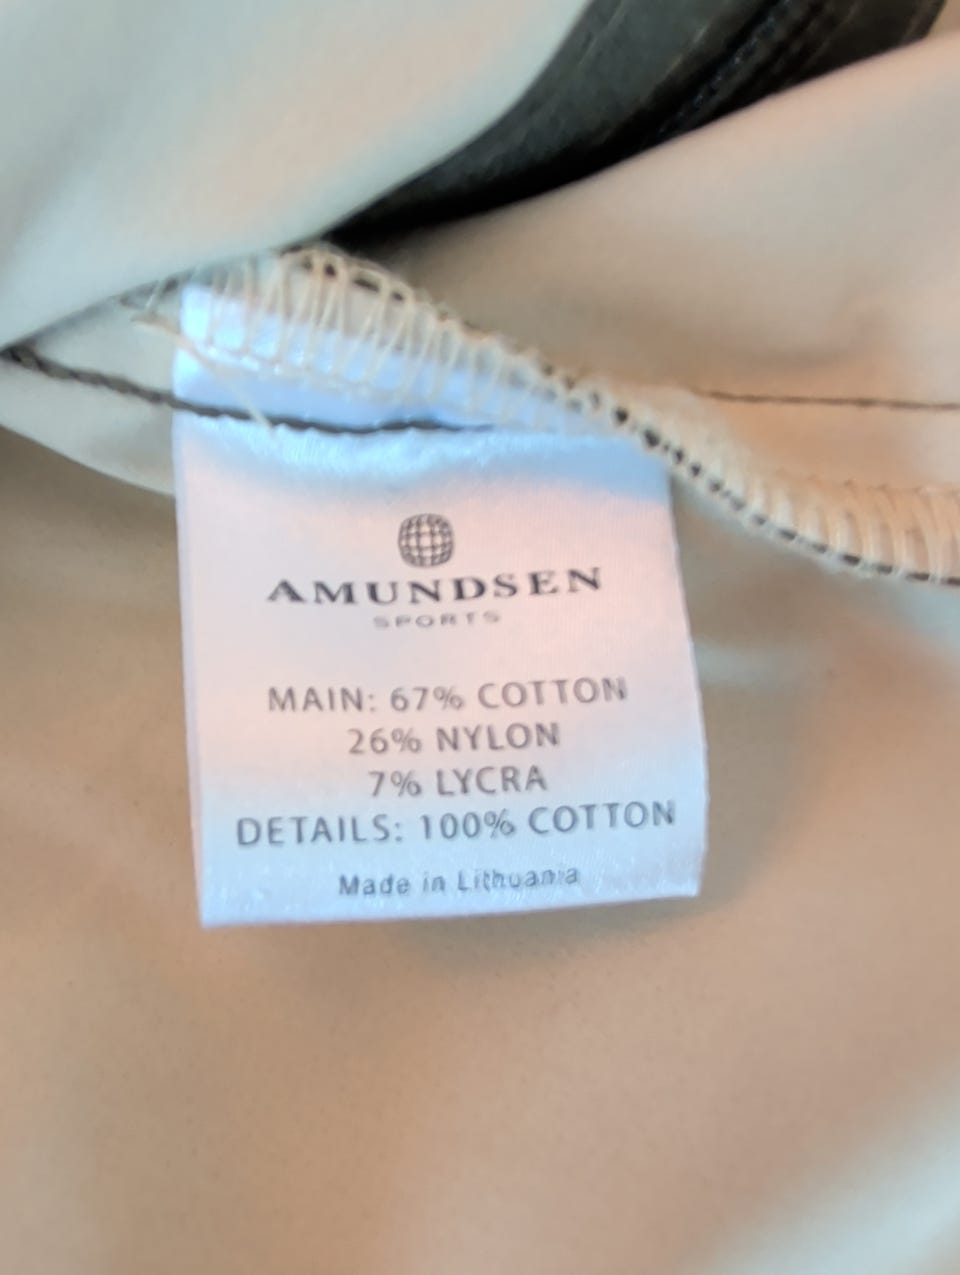 AMUNDSEN
SPORTS
MAIN: 67% COTTON
26% NYLON
7% LYCRA
DETAILS: 100% COTTON
Made in Lithuania